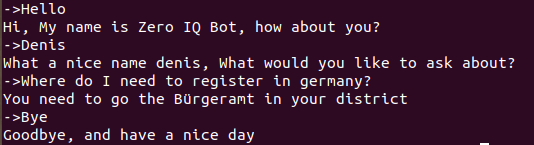 ->Hello
Hi, My name is Zero IQ Bot, how about you?
->Denis
What a nice name denis, What would you like to ask about?
->Where do I need to register in germany?
You need to go the Bürgeramt in your district
->Bye
Goodbye, and have a nice day